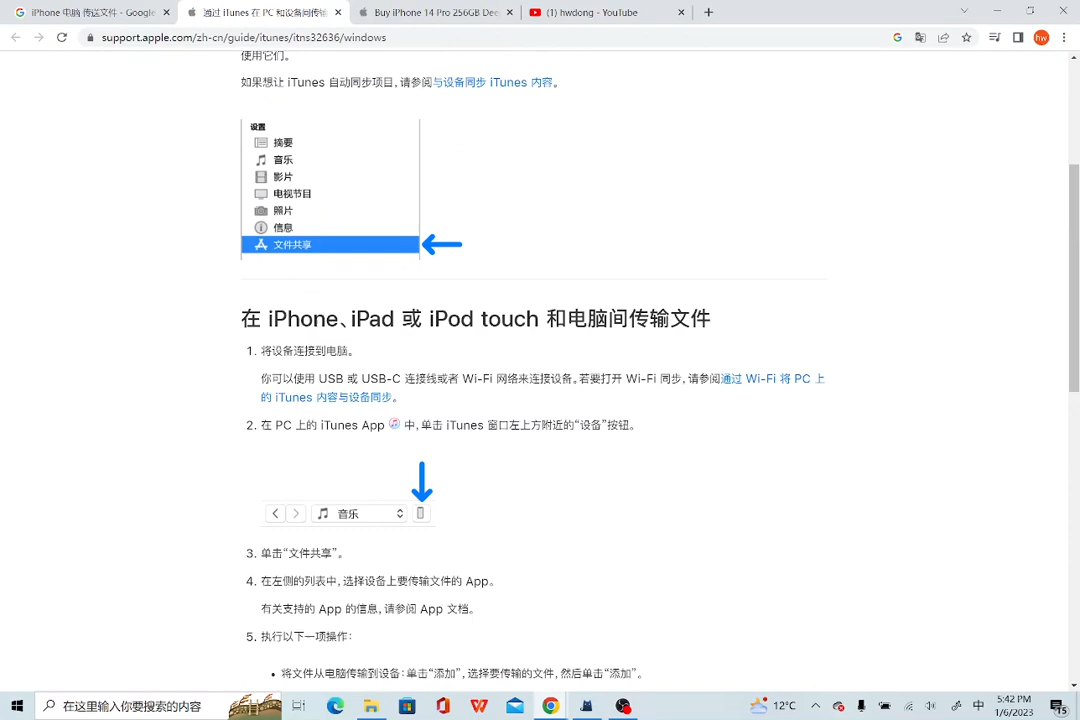 iPhone 电脑 传送文件 - Google
通过 iTunes 在 PC 和设备间传输
Buy iPhone 14 Pro 256GB Dee
(1) hwdong - YouTube
support.apple.com/zh-cn/guide/itunes/itns32636/windows
hw
使用它们。
如果想让 iTunes 自动同步项目，请参阅与设备同步 iTunes 内容。
设置
摘要
音乐
影片
电视节目
照片
信息
文件共享
在 iPhone、iPad 或 iPod touch 和电脑间传输文件
1. 将设备连接到电脑。
你可以使用 USB 或 USB-C 连接线或者 Wi-Fi 网络来连接设备。若要打开 Wi-Fi 同步，请参阅通过 Wi-Fi 将 PC 上
的 iTunes 内容与设备同步。
2. 在 PC 上的 iTunes App 中，单击 iTunes 窗口左上方附近的“设备”按钮。
音乐
3. 单击“文件共享”。
4. 在左侧的列表中，选择设备上要传输文件的 App。
有关支持的 App 的信息，请参阅 App 文档。
5. 执行以下一项操作：
• 将文件从电脑传输到设备：单击“添加”，选择要传输的文件，然后单击“添加”。
在这里输入你要搜索的内容
12°C
中
5:42 PM
1/6/2023
15